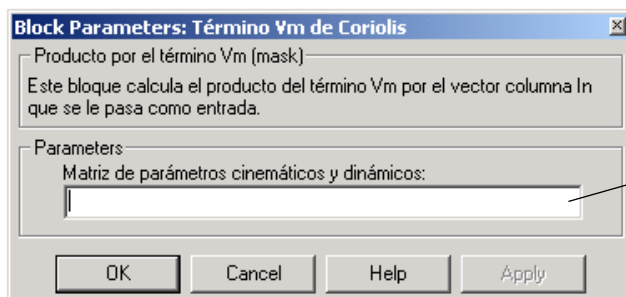 Block Parameters: Término Vm de Coriolis
Producto por el término Vm (mask)
Este bloque calcula el producto del término Vm por el vector columna In
que se le pasa como entrada.
Parameters
Matriz de parámetros cinemáticos y dinámicos:
OK Cancel Help Apply